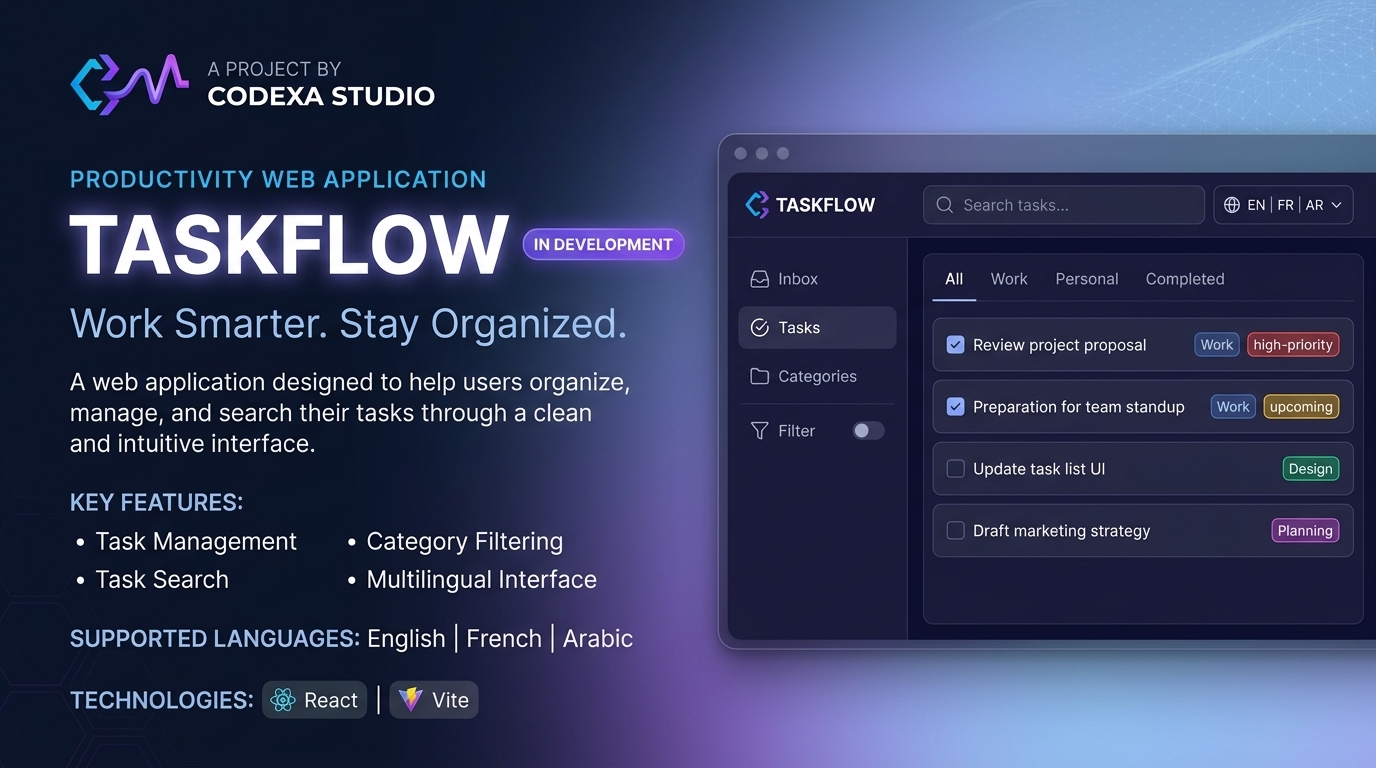 A PROJECT BY
CODEXA STUDIO
PRODUCTIVITY WEB APPLICATION
TASKFLOW IN DEVELOPMENT
Work Smarter. Stay Organized.
A web application designed to help users organize,
manage, and search their tasks through a clean
and intuitive interface.
KEY FEATURES:
• Task Management • Category Filtering
• Task Search • Multilingual Interface
SUPPORTED LANGUAGES: English | French | Arabic
TECHNOLOGIES: React | Vite
TASKFLOW Search tasks... EN | FR | AR
Inbox
Tasks
Categories
Filter
All Work Personal Completed
Review project proposal Work high-priority
Preparation for team standup Work upcoming
Update task list UI Design
Draft marketing strategy Planning